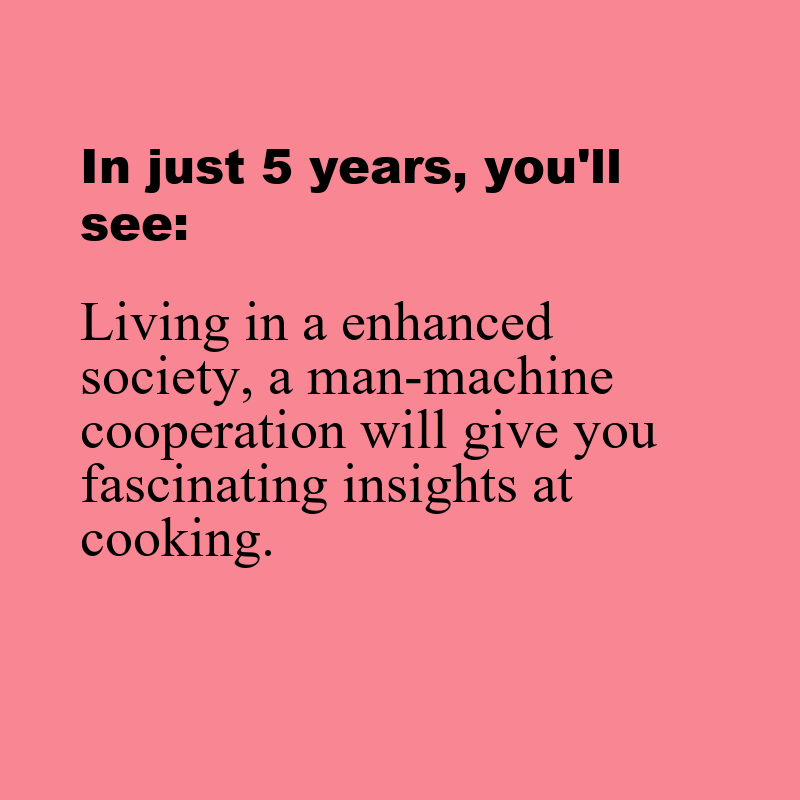 In just 5 years, you'll
see:
Living in a enhanced
society, a man-machine
cooperation will give you
fascinating insights at
cooking.